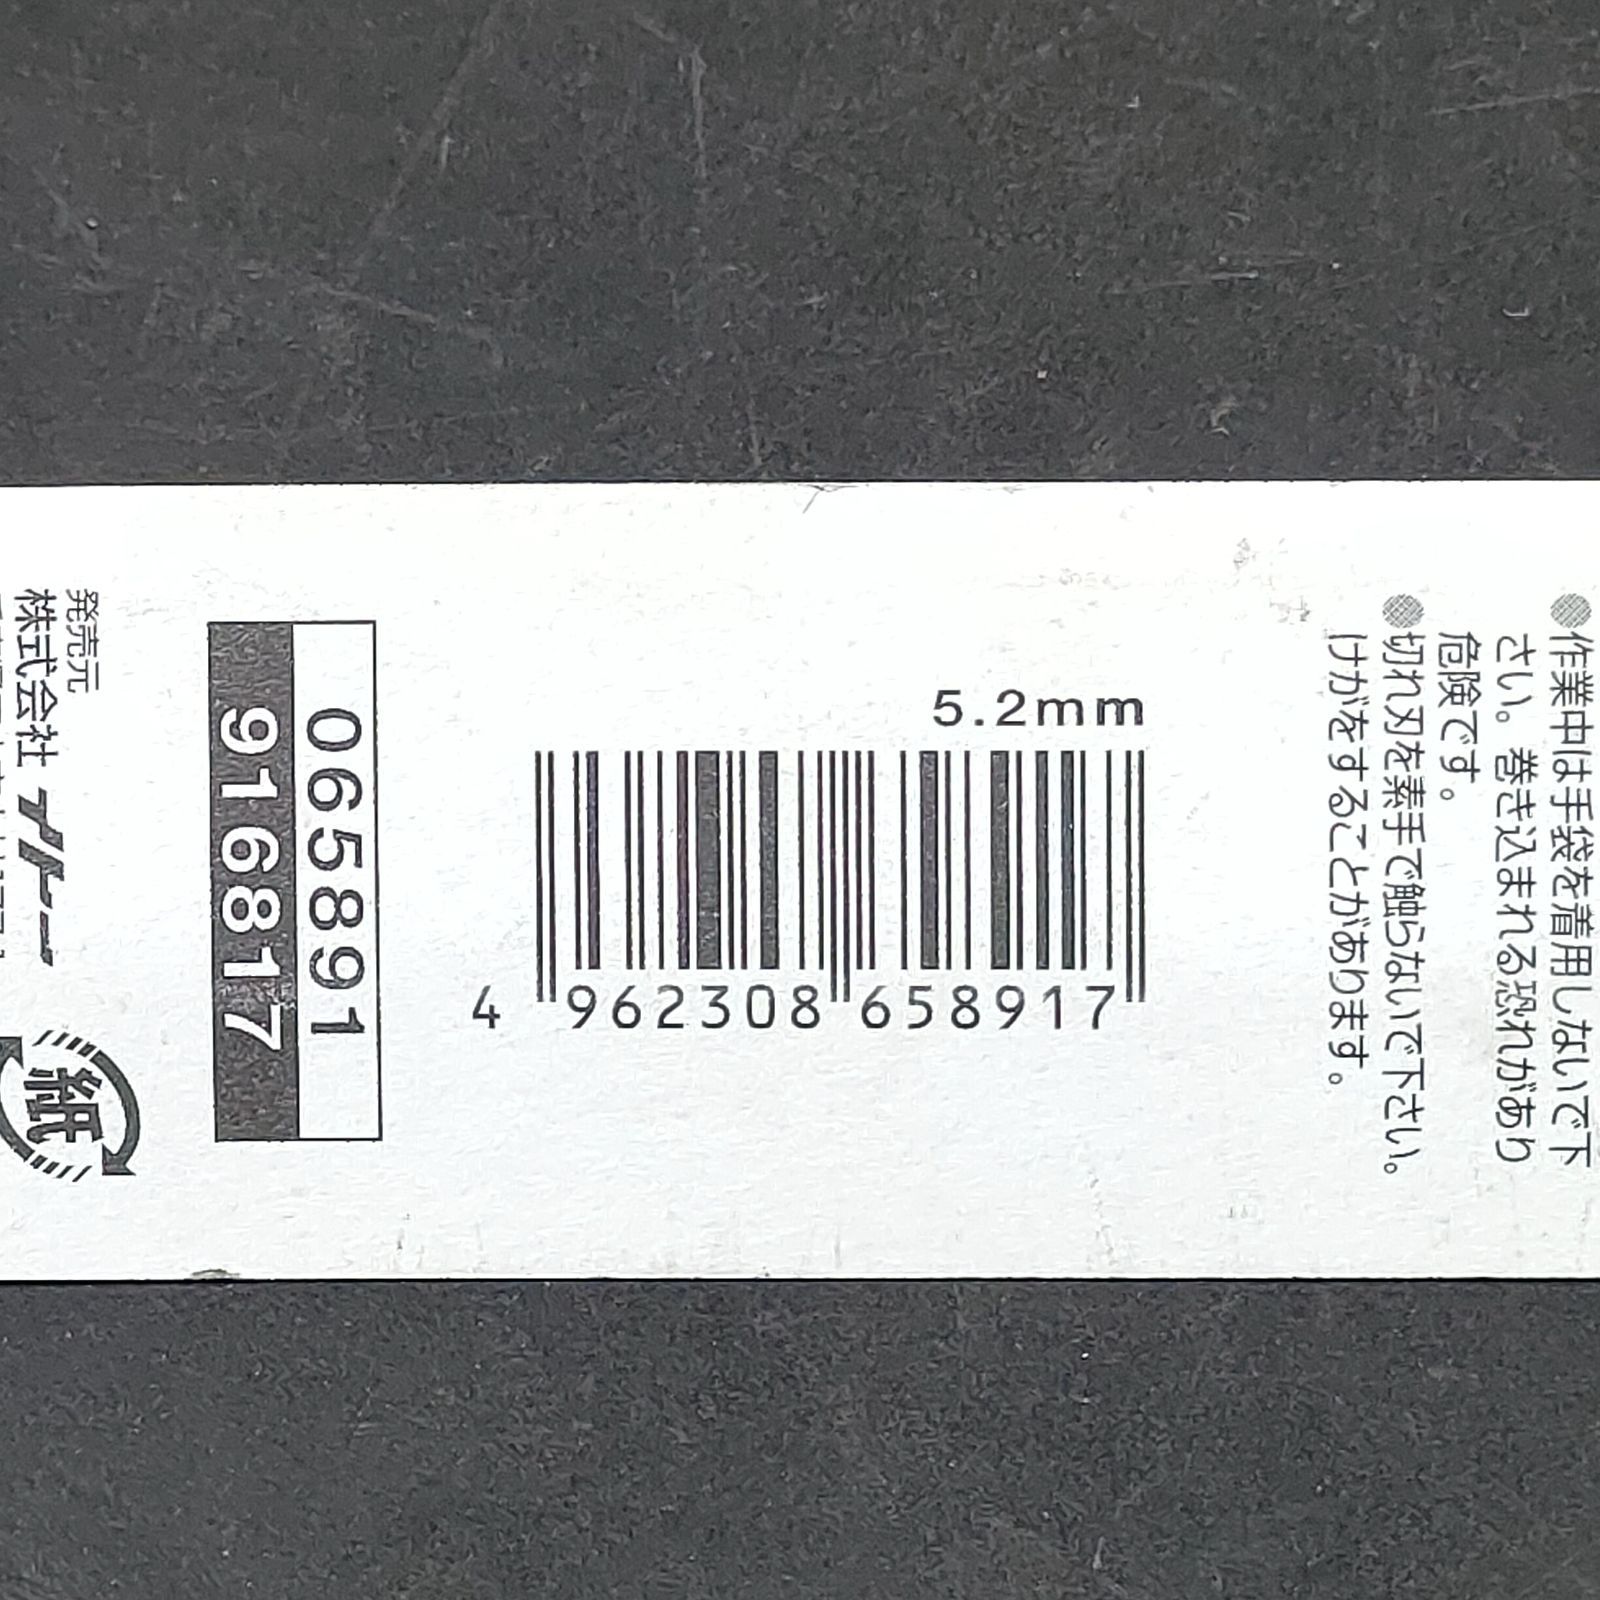 5.2mm
4 962308 658917
065891
916817
●作業中は手袋を着用しないで下
さい。巻き込まれる恐れがあり
危険です。
●切れ刃を素手で触らないで下さい。
けがをすることがあります。
発売元
株式会社
紙